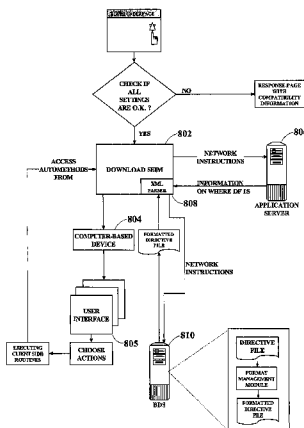 CHECK IF
ALL
SETTINGS
ARE O.K. ?
NO
RESPONSE PAGE
WITH
COMPATIBILITY
INFORMATION
YES
802
ACCESS
AUTOMETHODS
FROM
DOWNLOAD SHIM
XML
PARSER
808
NETWORK
INSTRUCTIONS
INFORMATION
ON WHERE DF IS
APPLICATION
SERVER
804
COMPUTER-BASED
DEVICE
FORMATTED
DIRECTIVE
FILE
NETWORK
INSTRUCTIONS
USER
INTERFACE
805
CHOOSE
ACTIONS
EXECUTING
CLIENT SIDE
ROUTINES
810
DIRECTIVE
FILE
FORMAT
MANAGEMENT
MODULE
FORMATTED
DIRECTIVE
FILE